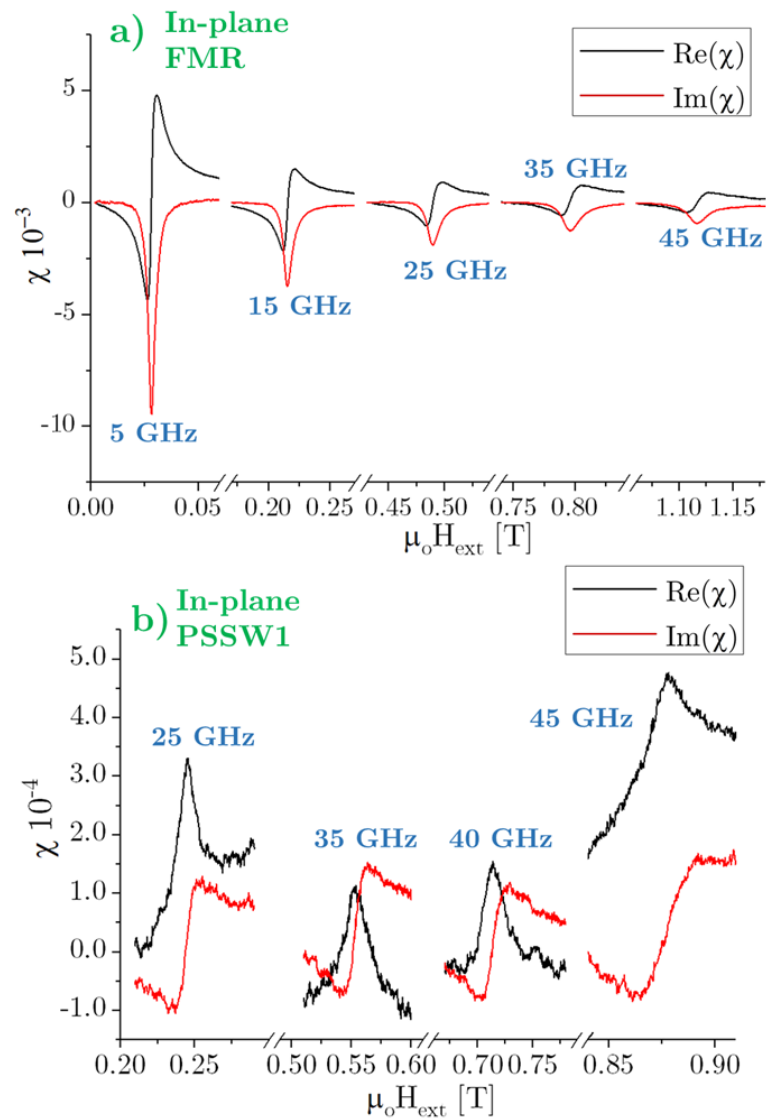 a) In-plane
FMR
Re(χ)
Im(χ)
5
0
-5
-10
χ 10⁻³
5 GHz
15 GHz
25 GHz
35 GHz
45 GHz
0.00 0.05 0.20 0.25 0.45 0.50 0.75 0.80 1.10 1.15
μₒHₑₓₜ [T]
b) In-plane
PSSW1
Re(χ)
Im(χ)
5.0
4.0
3.0
2.0
1.0
0.0
-1.0
χ 10⁻⁴
25 GHz
35 GHz
40 GHz
45 GHz
0.20 0.25 0.50 0.55 0.60 0.70 0.75 0.85 0.90
μₒHₑₓₜ [T]